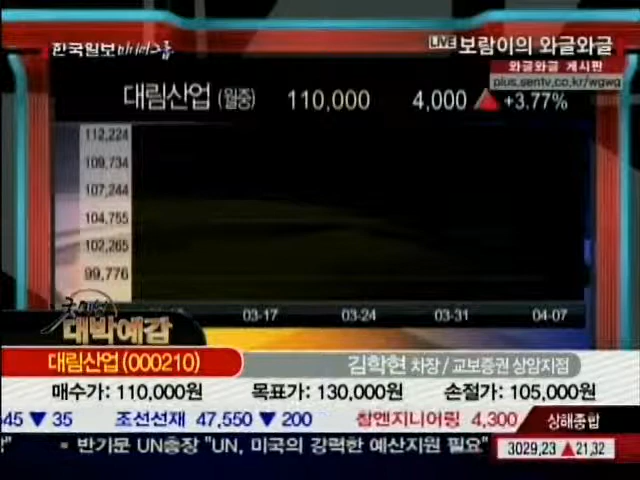 한국일보미디어그룹
LIVE 보람이의 와글와글
와글와글 게시판
plus.sentv.co.kr/wgwg
대림산업 (월중) 110,000 4,000 ▲ +3.77%
112,224
109,734
107,244
104,755
102,265
99,776
03-17 03-24 03-31 04-07
대박예감
대림산업 (000210) 김학현 차장 / 교보증권 상암지점
매수가: 110,000원 목표가: 130,000원 손절가: 105,000원
645 ▼ 35 조선선재 47,550 ▼ 200 참엔지니어링 4,300 상해종합
" 반기문 UN총장 "UN, 미국의 강력한 예산지원 필요" 3029,23 ▲ 21,32